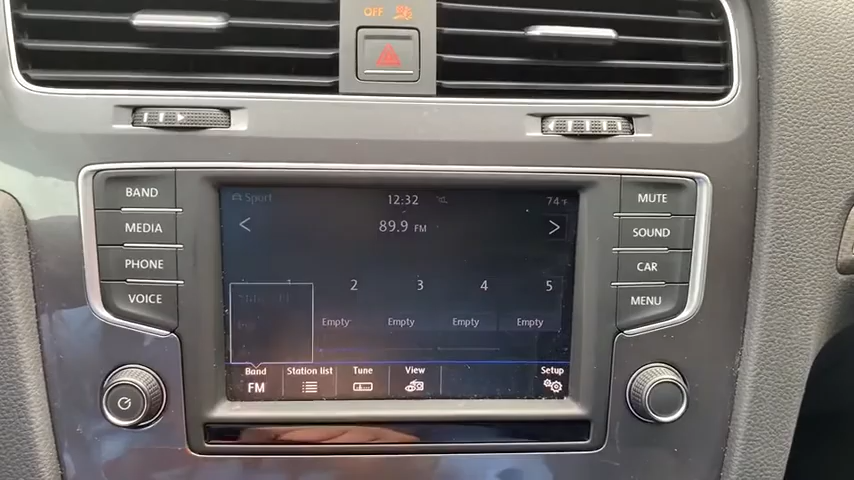 OFF
BAND
MEDIA
PHONE
VOICE
Sport
12:32
74°F
89.9 FM
1 2 3 4 5
Empty Empty Empty Empty
Band Station list Tune View Setup
FM
MUTE
SOUND
CAR
MENU